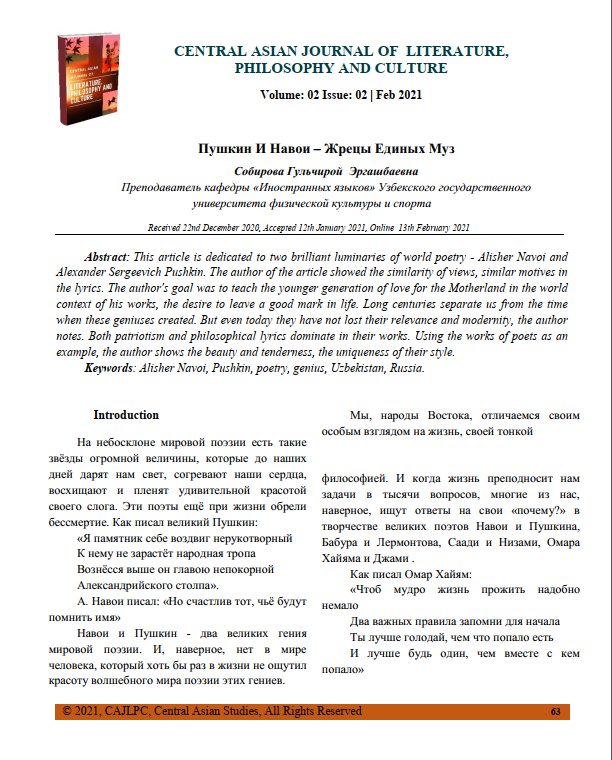 CENTRAL ASIAN JOURNAL OF
LITERATURE, PHILOSOPHY AND
CULTURE
CENTRAL ASIAN JOURNAL OF LITERATURE,
PHILOSOPHY AND CULTURE
Volume: 02 Issue: 02 | Feb 2021
Пушкин И Навои – Жрецы Единых Муз
Собирова Гульчирой Эргашбаевна
Преподаватель кафедры «Иностранных языков» Узбекского государственного
университета физической культуры и спорта
Received 22nd December 2020, Accepted 12th January 2021, Online 13th February 2021
Abstract: This article is dedicated to two brilliant luminaries of world poetry - Alisher Navoi and
Alexander Sergeevich Pushkin. The author of the article showed the similarity of views, similar motives in
the lyrics. The author's goal was to teach the younger generation of love for the Motherland in the world
context of his works, the desire to leave a good mark in life. Long centuries separate us from the time
when these geniuses created. But even today they have not lost their relevance and modernity, the author
notes. Both patriotism and philosophical lyrics dominate in their works. Using the works of poets as an
example, the author shows the beauty and tenderness, the uniqueness of their style.
Keywords: Alisher Navoi, Pushkin, poetry, genius, Uzbekistan, Russia.
Introduction
На небосклоне мировой поэзии есть такие
звёзды огромной величины, которые до наших
дней дарят нам свет, согревают наши сердца,
восхищают и пленят удивительной красотой
своего слога. Эти поэты ещё при жизни обрели
бессмертие. Как писал великий Пушкин:
«Я памятник себе воздвиг нерукотворный
К нему не зарастёт народная тропа
Вознёсся выше он главою непокорной
Александрийского столпа».
А. Навои писал: «Но счастлив тот, чьё будут
помнить имя»
Навои и Пушкин - два великих гения
мировой поэзии. И, наверное, нет в мире
человека, который хоть бы раз в жизни не ощутил
красоту волшебного мира поэзии этих гениев.
Мы, народы Востока, отличаемся своим
особым взглядом на жизнь, своей тонкой
философией. И когда жизнь преподносит нам
задачи в тысячи вопросов, многие из нас,
наверное, ищут ответы на свои «почему?» в
творчестве великих поэтов Навои и Пушкина,
Бабура и Лермонтова, Саади и Низами, Омара
Хайяма и Джами .
Как писал Омар Хайям:
«Чтоб мудро жизнь прожить надобно
немало
Два важных правила запомни для начала
Ты лучше голодай, чем что попало есть
И лучше будь один, чем вместе с кем
попало»
© 2021, CAJLPC, Central Asian Studies, All Rights Reserved
63